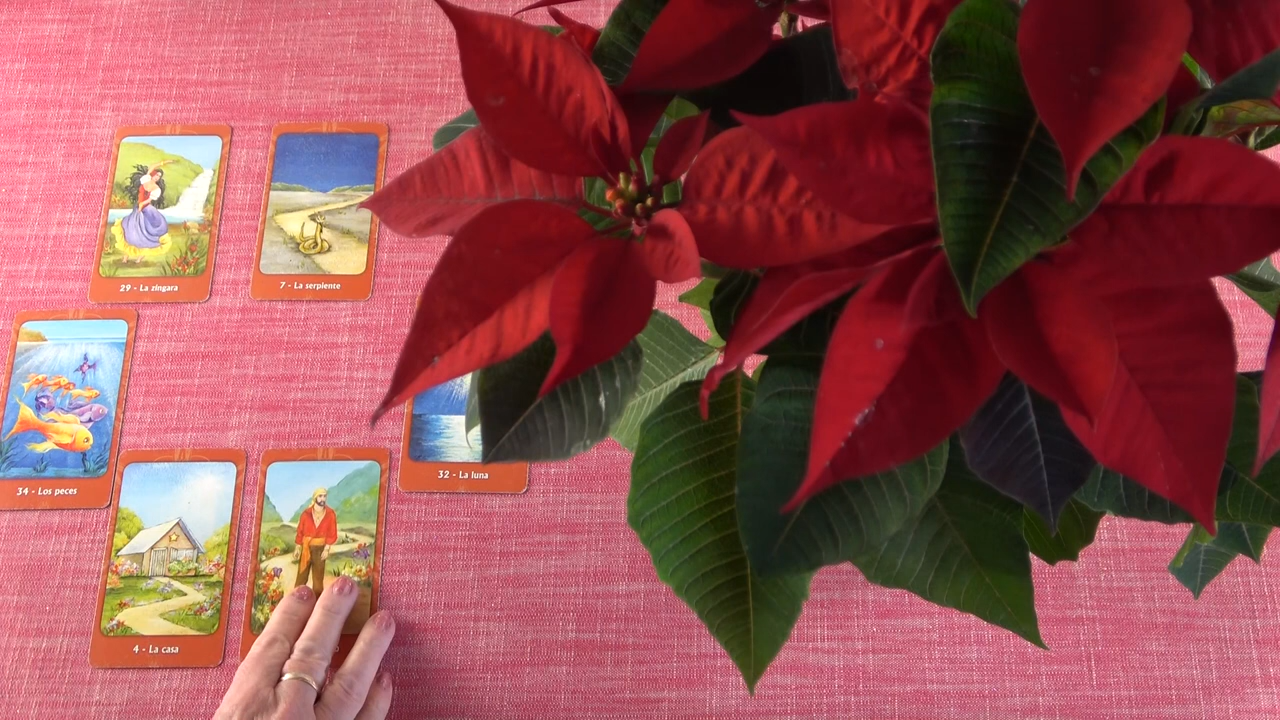 29 - La zíngara
7 - La serpiente
34 - Los peces
32 - La luna
4 - La casa